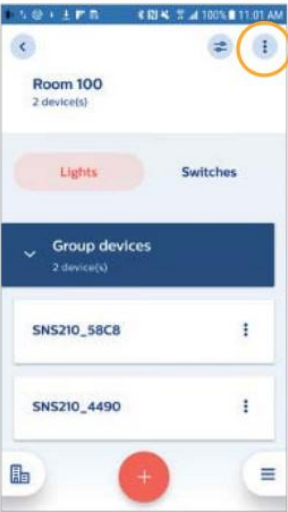 100% 11:01 AM
Room 100
2 device(s)
Lights Switches
Group devices
2 device(s)
SNS210_58C8
SNS210_4490
+